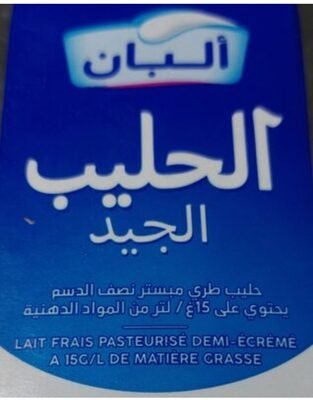 ألبان
الحليب
الجيد
حليب طري مبستر نصف الدسم
يحتوي على 15غ / لتر من المواد الدهنية
LAIT FRAIS PASTEURISÉ DEMI-ÉCRÉMÉ
A 15G/L DE MATIÈRE GRASSE